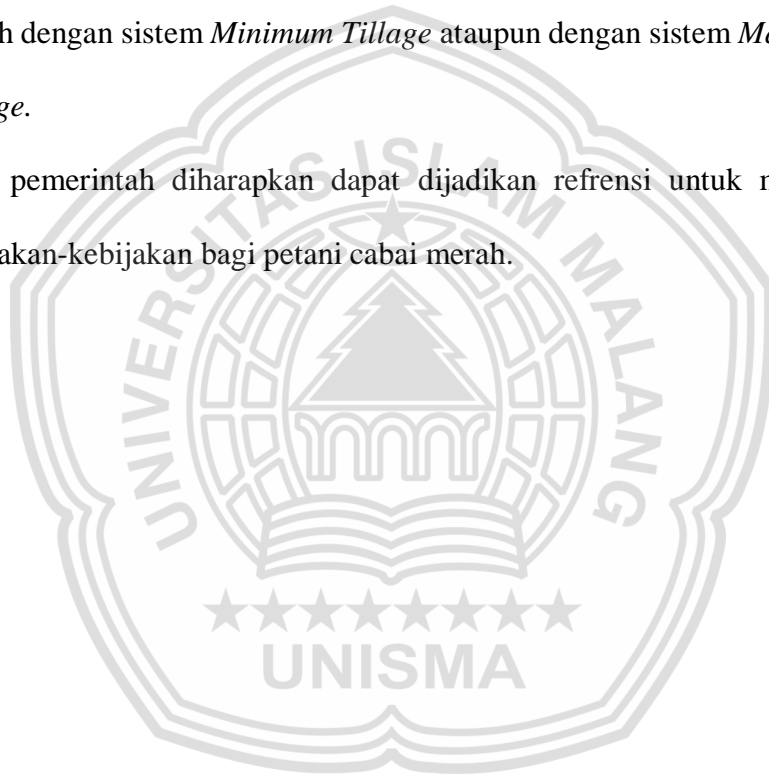 h dengan sistem Minimum Tillage ataupun dengan sistem Ma
ge.
pemerintah diharapkan dapat dijadikan refrensi untuk m
akan-kebijakan bagi petani cabai merah.
UNIVERSITAS ISLAM MALANG
UNISMA